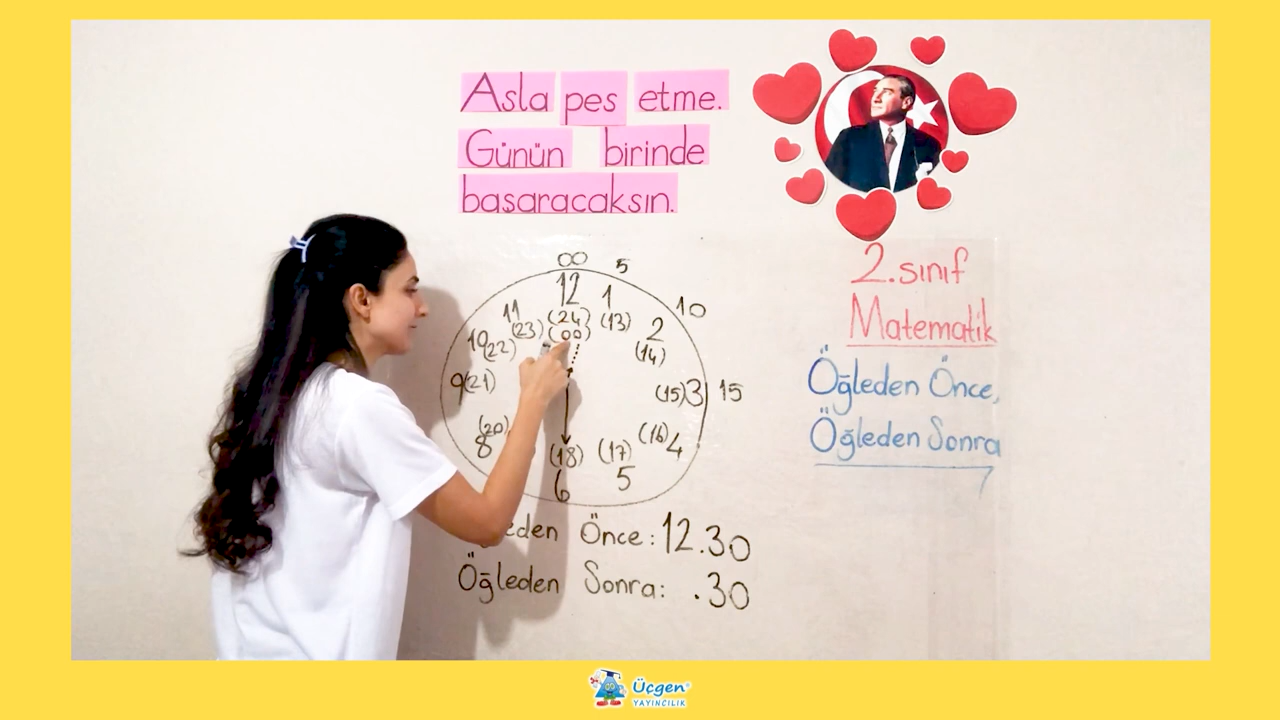 Asla pes etme.
Günün birinde
başaracaksın.
2.sınıf
Matematik
Öğleden Önce,
Öğleden Sonra
00
5
10
15
12
1
2
3
4
5
6
8
9
10
11
(24)
(00)
(13)
(14)
(15)
(16)
(17)
(18)
(20)
(21)
(22)
(23)
Önce: 12.30
Öğleden Sonra: .30
Üçgen
YAYINCILIK